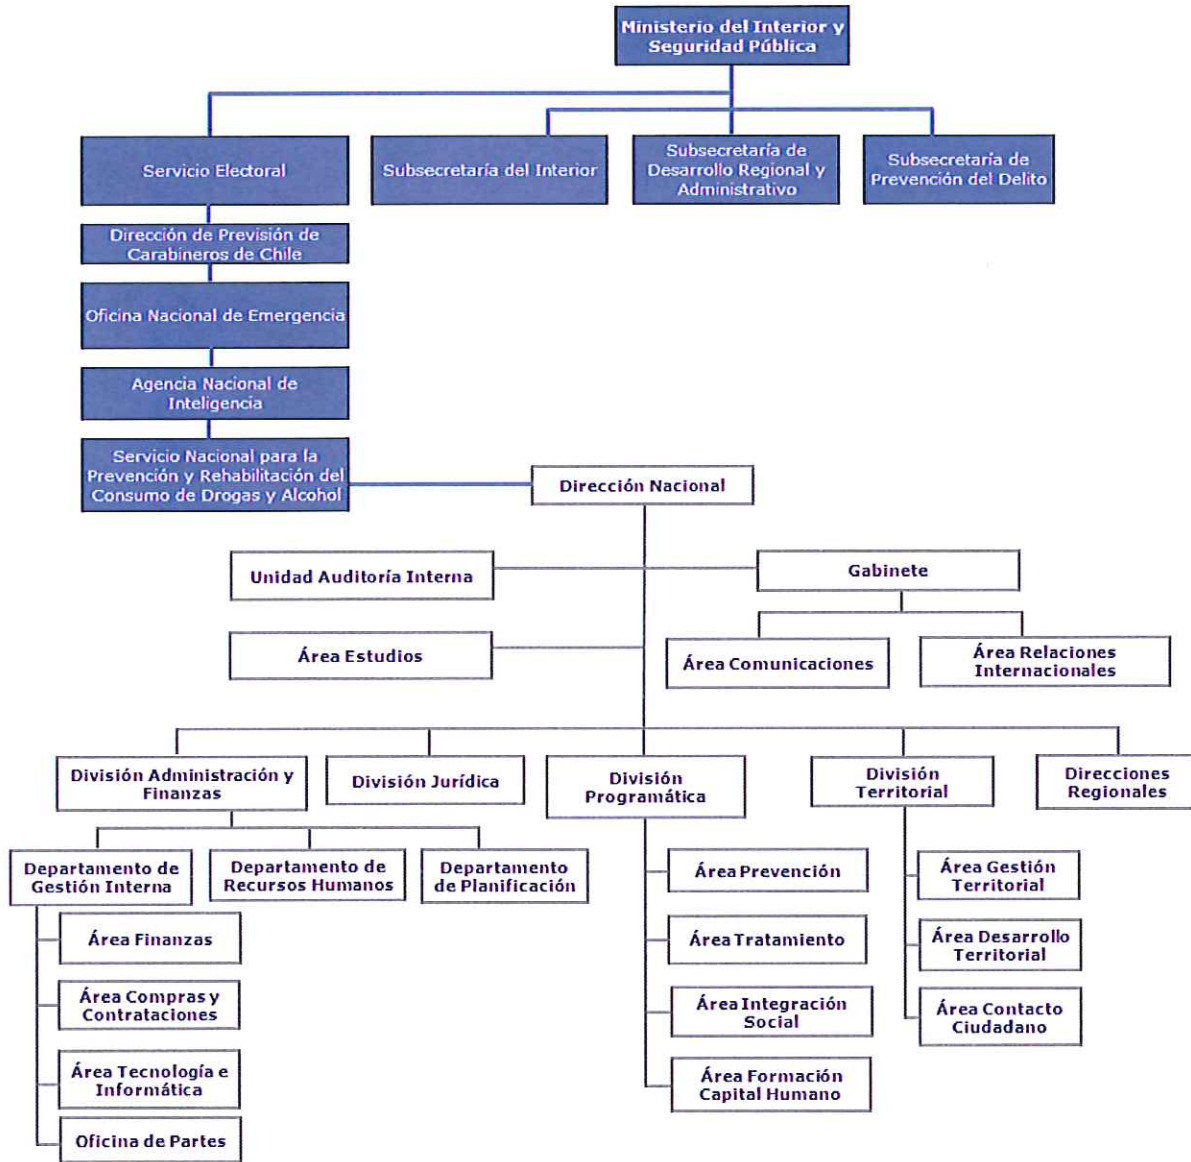 Ministerio del Interior y
Seguridad Pública
Servicio Electoral
Subsecretaría del Interior
Subsecretaría de
Desarrollo Regional y
Administrativo
Subsecretaría de
Prevención del Delito
Dirección de Previsión de
Carabineros de Chile
Oficina Nacional de Emergencia
Agencia Nacional de
Inteligencia
Servicio Nacional para la
Prevención y Rehabilitación del
Consumo de Drogas y Alcohol
Dirección Nacional
Unidad Auditoría Interna
Gabinete
Área Estudios
Área Comunicaciones
Área Relaciones
Internacionales
División Administración y
Finanzas
División Jurídica
División
Programática
División
Territorial
Direcciones
Regionales
Departamento de
Gestión Interna
Departamento de
Recursos Humanos
Departamento
de Planificación
Área Finanzas
Área Compras y
Contrataciones
Área Tecnología e
Informática
Oficina de Partes
Área Prevención
Área Tratamiento
Área Integración
Social
Área Formación
Capital Humano
Área Gestión
Territorial
Área Desarrollo
Territorial
Área Contacto
Ciudadano